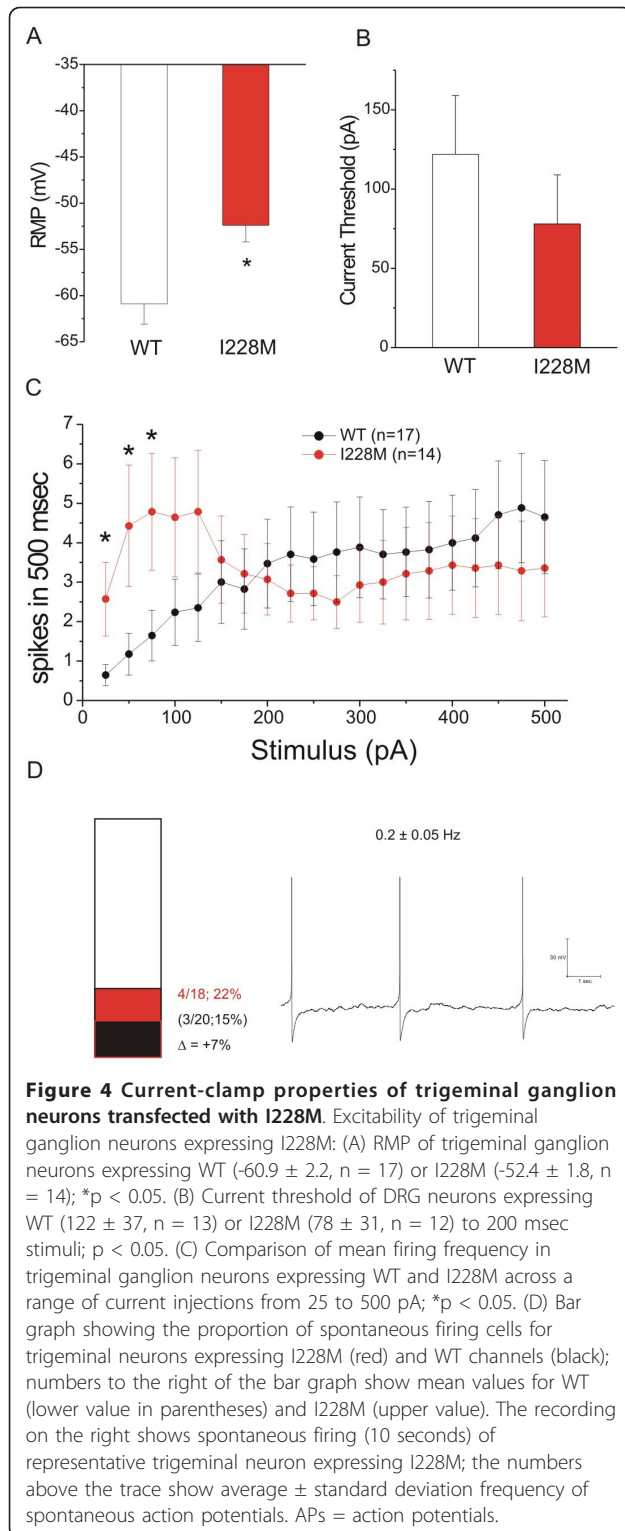 A
B
-35
-40
-45
-50
-55
-60
-65
RMP (mV)
*
WT
I228M
150
125
100
75
50
25
0
Current Threshold (pA)
WT
I228M
C
7
6
5
4
3
2
1
0
spikes in 500 msec
* * *
WT (n=17)
I228M (n=14)
0 100 200 300 400 500
Stimulus (pA)
D
4/18; 22%
(3/20;15%)
Δ = +7%
0.2 ± 0.05 Hz
30 mV
1 sec
Figure 4 Current-clamp properties of trigeminal ganglion
neurons transfected with I228M. Excitability of trigeminal
ganglion neurons expressing I228M: (A) RMP of trigeminal ganglion
neurons expressing WT (-60.9 ± 2.2, n = 17) or I228M (-52.4 ± 1.8, n
= 14); *p < 0.05. (B) Current threshold of DRG neurons expressing
WT (122 ± 37, n = 13) or I228M (78 ± 31, n = 12) to 200 msec
stimuli; p < 0.05. (C) Comparison of mean firing frequency in
trigeminal ganglion neurons expressing WT and I228M across a
range of current injections from 25 to 500 pA; *p < 0.05. (D) Bar
graph showing the proportion of spontaneous firing cells for
trigeminal neurons expressing I228M (red) and WT channels (black);
numbers to the right of the bar graph show mean values for WT
(lower value in parentheses) and I228M (upper value). The recording
on the right shows spontaneous firing (10 seconds) of
representative trigeminal neuron expressing I228M; the numbers
above the trace show average ± standard deviation frequency of
spontaneous action potentials. APs = action potentials.